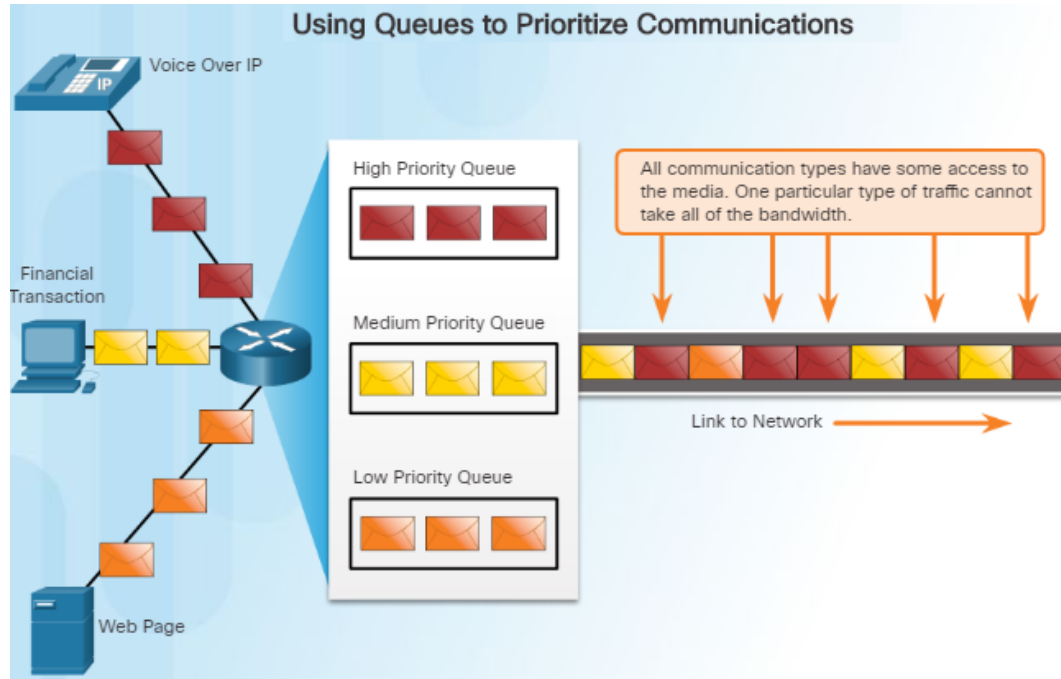 Using Queues to Prioritize Communications
Voice Over IP
IP
High Priority Queue
All communication types have some access to
the media. One particular type of traffic cannot
take all of the bandwidth.
Financial
Transaction
Medium Priority Queue
Link to Network
Low Priority Queue
Web Page